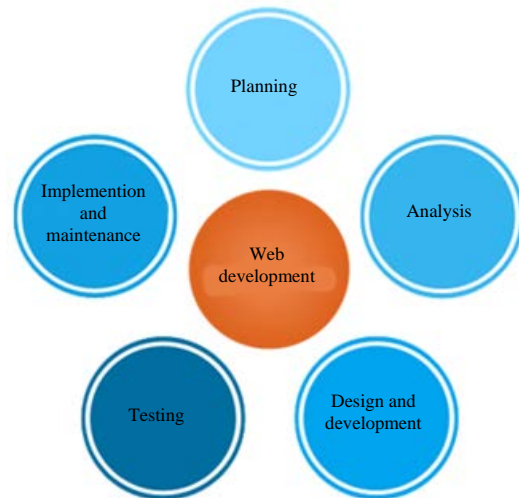 Planning
Analysis
Design and
development
Testing
Implemention
and
maintenance
Web
development